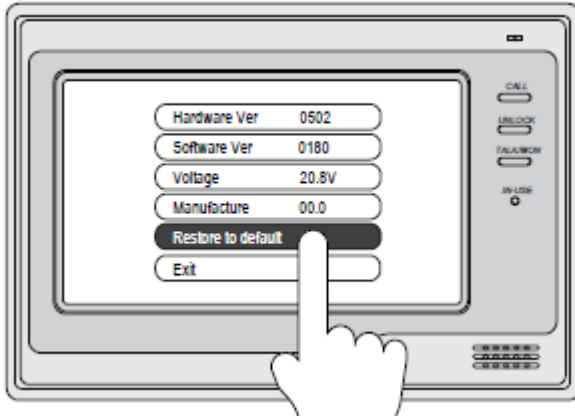 CALL
UNLOCK
TALK/MON
IN-USE
Hardware Ver 0502
Software Ver 0180
Voltage 20.8V
Manufacture 00.0
Restore to default
Exit